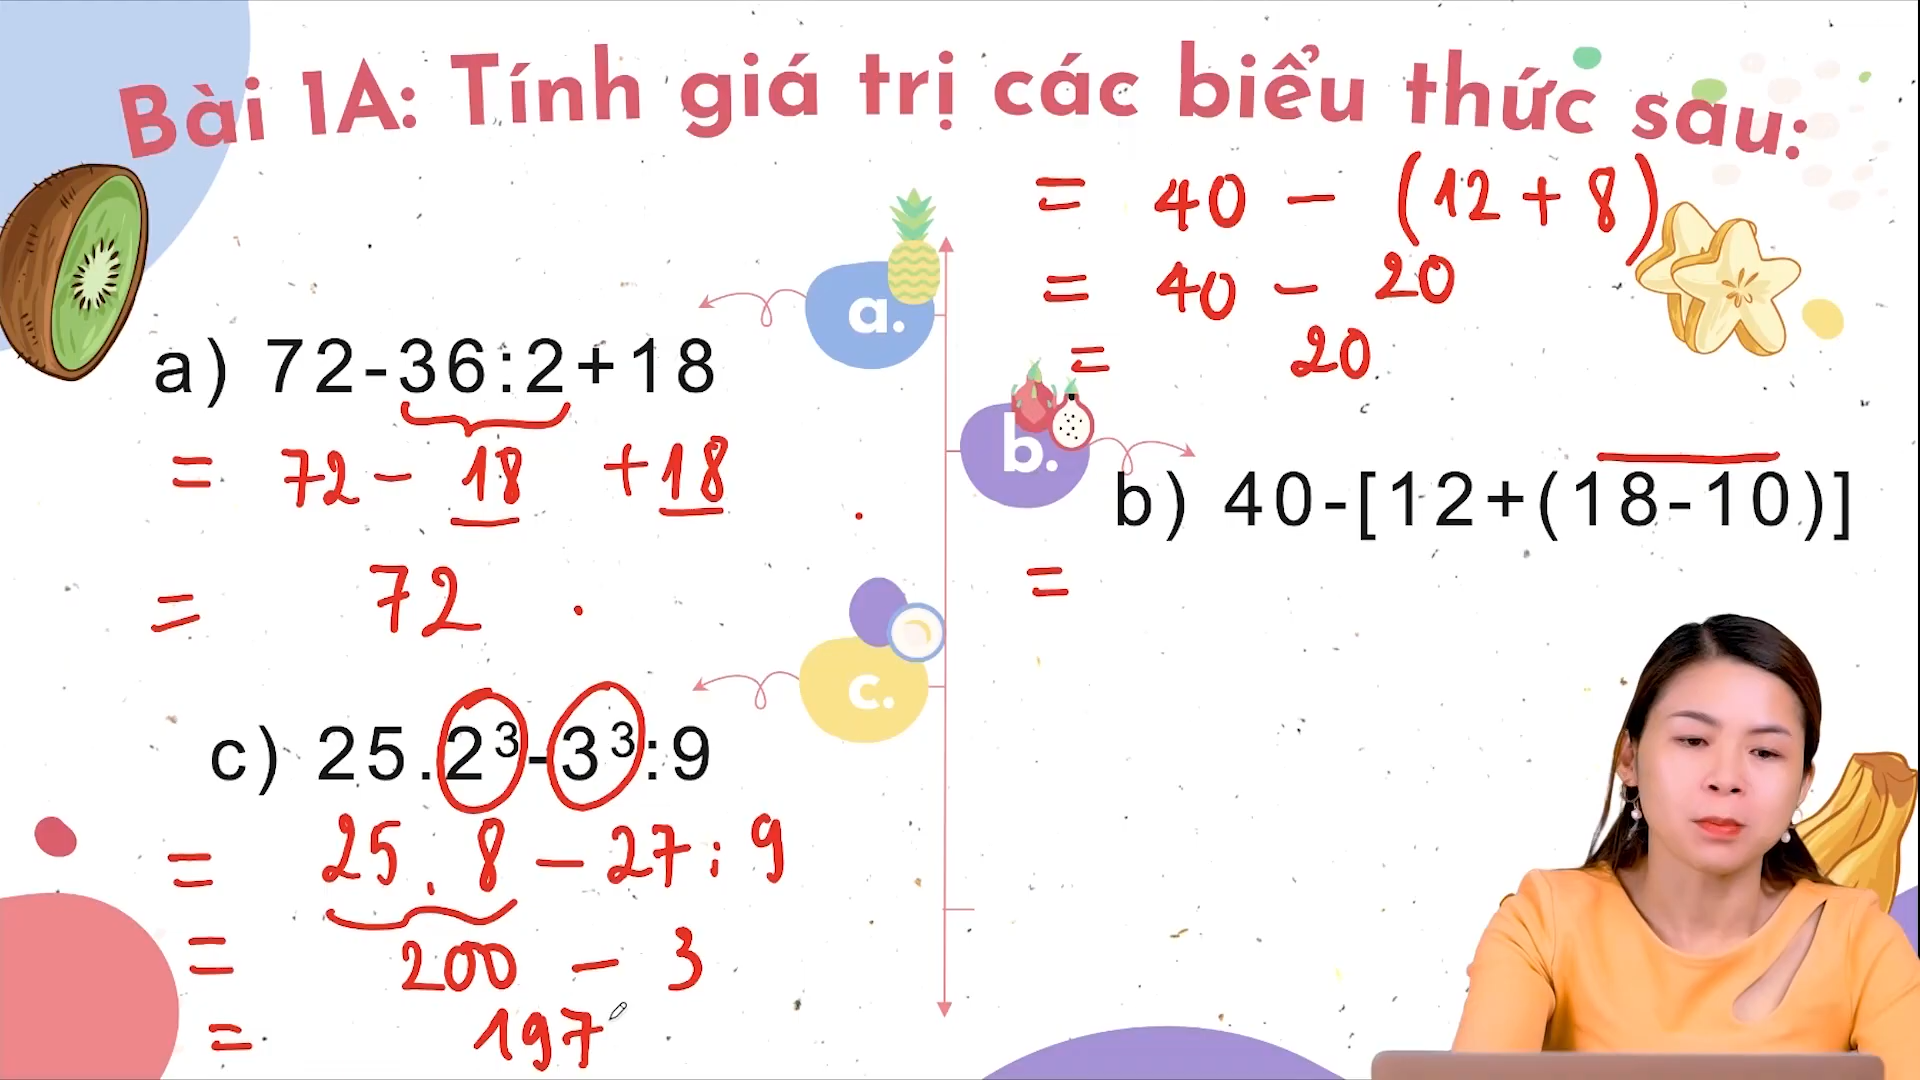 Bài 1A: Tính giá trị các biểu thức sau:
a.
a) 72-36:2+18
= 72 - 18 + 18
= 72 .
c.
c) 25.2³-3³:9
= 25 . 8 - 27 : 9
= 200 - 3
= 197
= 40 - (12 + 8)
= 40 - 20
= 20
b.
b) 40-[12+(18-10)]
=